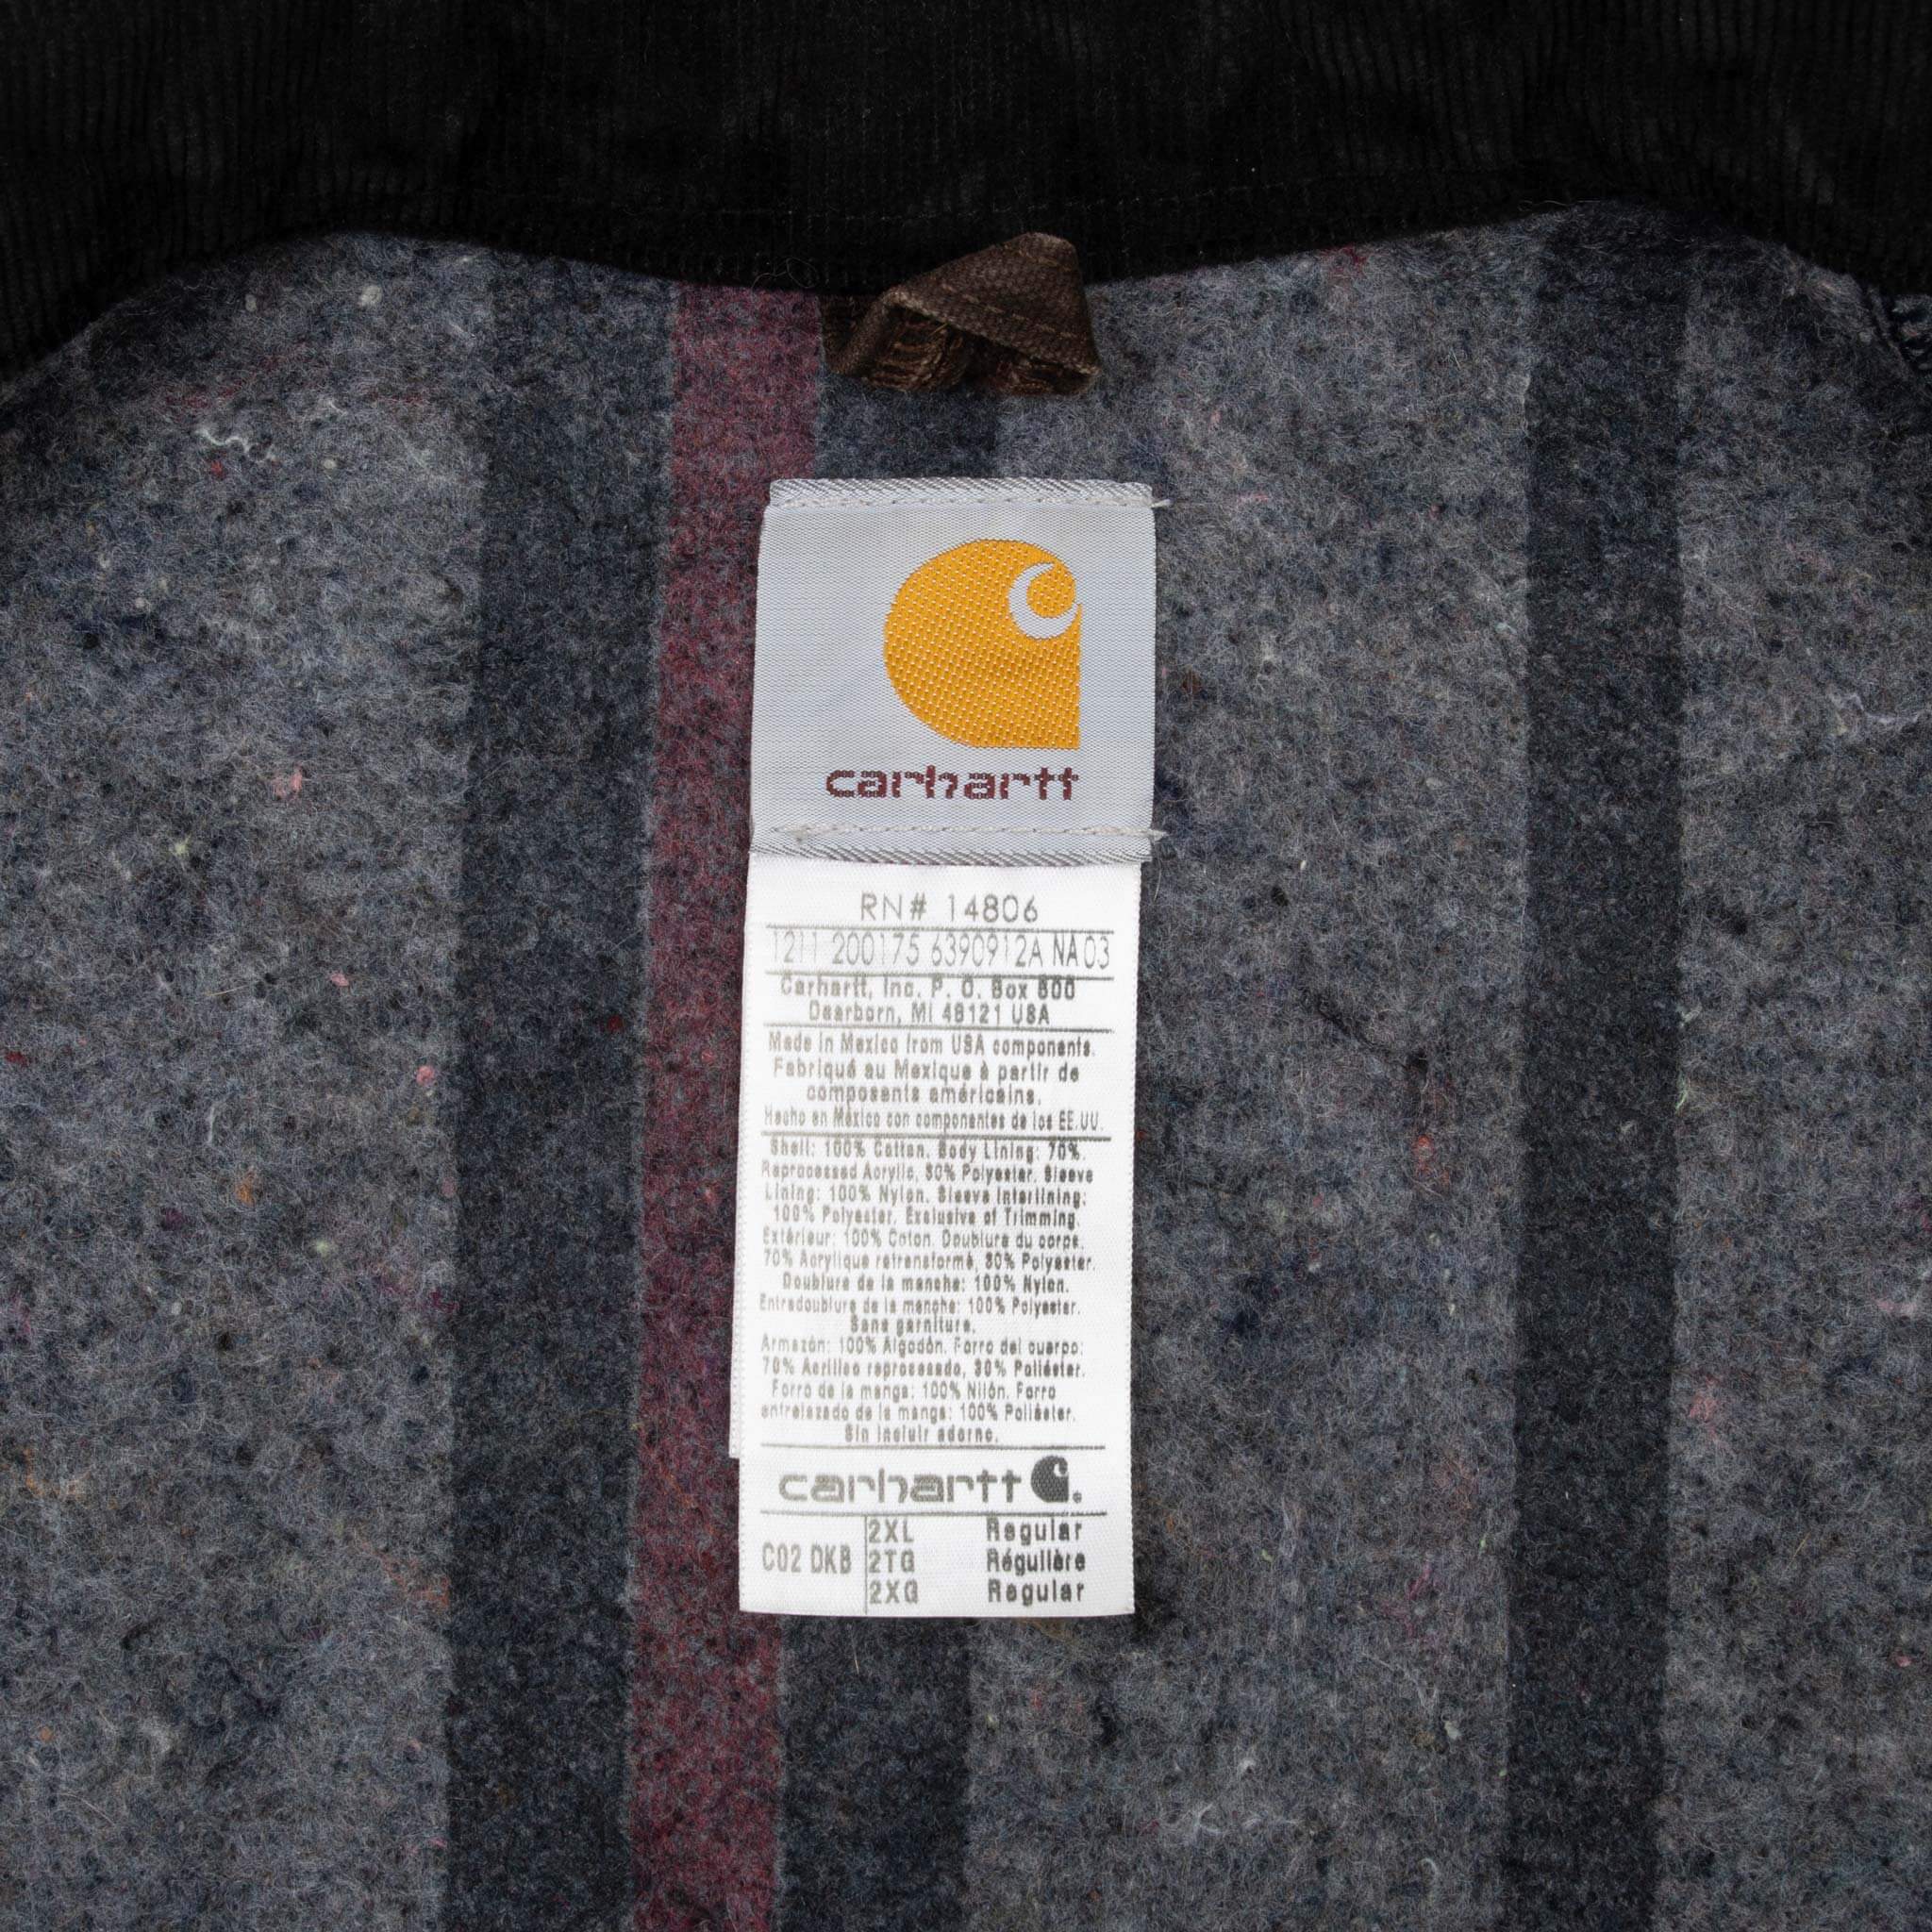 carhartt
RN# 14806
1211 200175 6390912A NA 03
Carhartt, Inc. P. O. Box 600
Dearborn, MI 48121 USA
Made in Mexico from USA components.
Fabriqué au Mexique à partir de
composants américains.
Hecho en México con componentes de los EE.UU.
Shell: 100% Cotton. Body Lining: 70%
Reprocessed Acrylic, 30% Polyester. Sleeve
Lining: 100% Nylon. Sleeve Interlining:
100% Polyester. Exclusive of Trimming.
Extérieur: 100% Coton. Doublure du corps.
70% Acrylique retransformé, 30% Polyester.
Doublure de la manche: 100% Nylon.
Entredoublure de la manche: 100% Polyester.
Sans garniture.
Armazón: 100% Algodón. Forro del cuerpo:
70% Acrílico reprocesado, 30% Poliéster.
Forro de la manga: 100% Nilón. Forro
entrelazado de la manga: 100% Poliéster.
Sin incluir adorno.
carhartt
C02 DKB 2XL Regular
2TG Régulière
2XG Regular